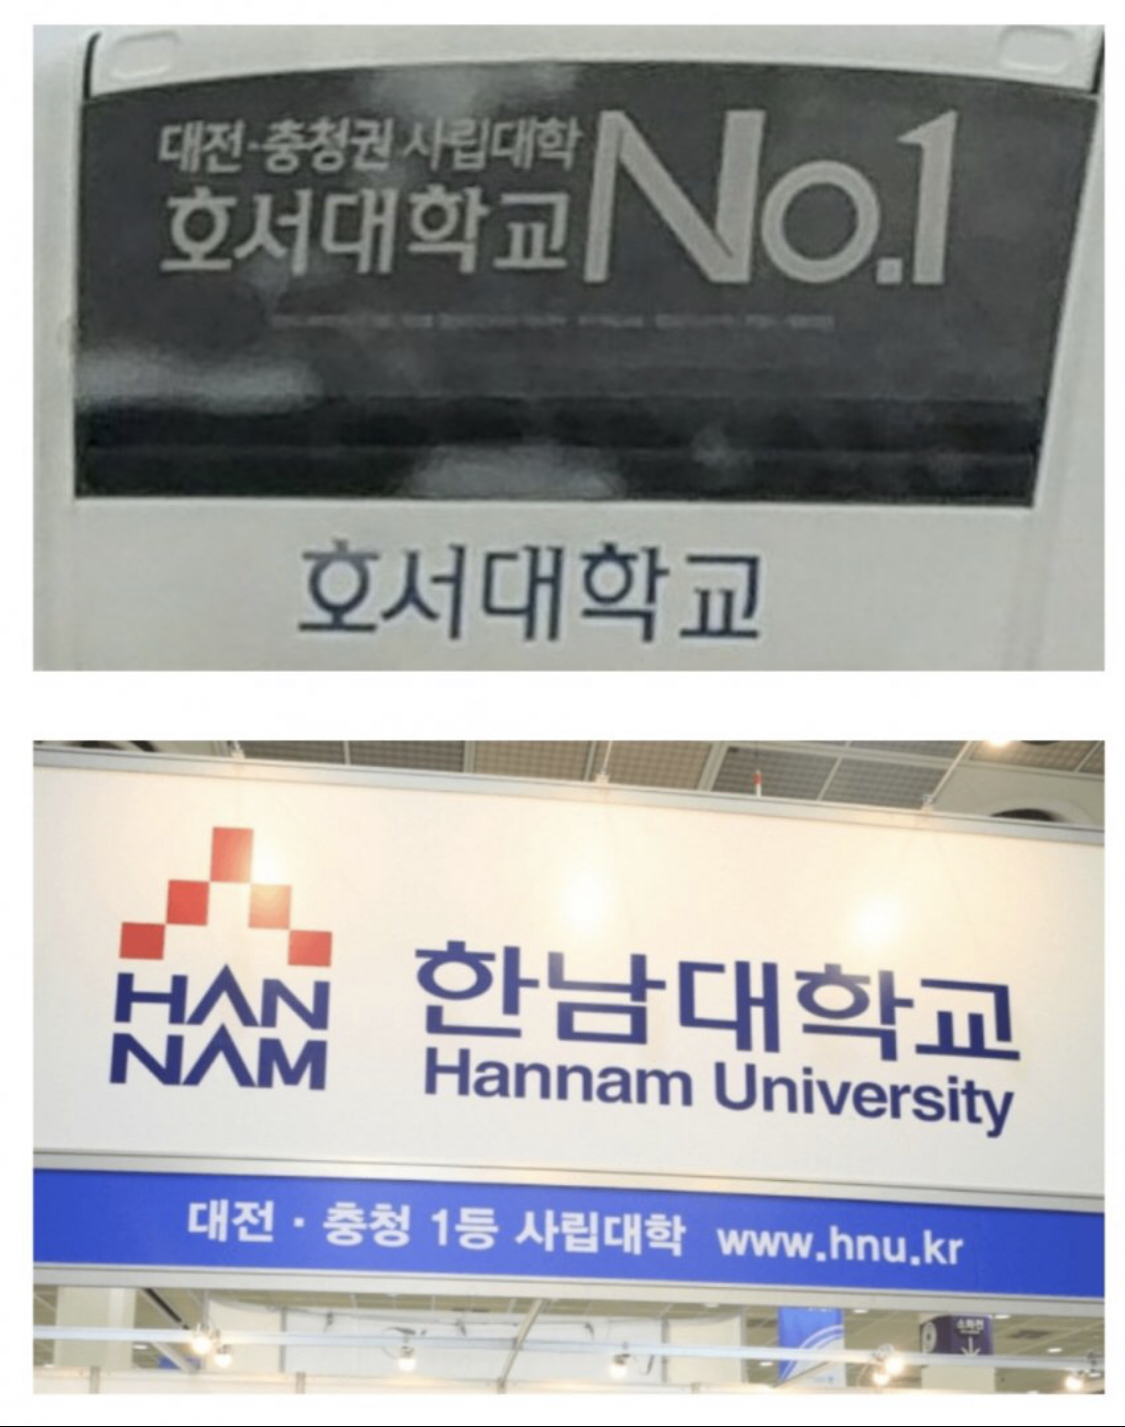 대전·충청권 사립대학
호서대학교
No.1
호서대학교
HAN
NAM
한남대학교
Hannam University
대전 · 충청 1등 사립대학 www.hnu.kr